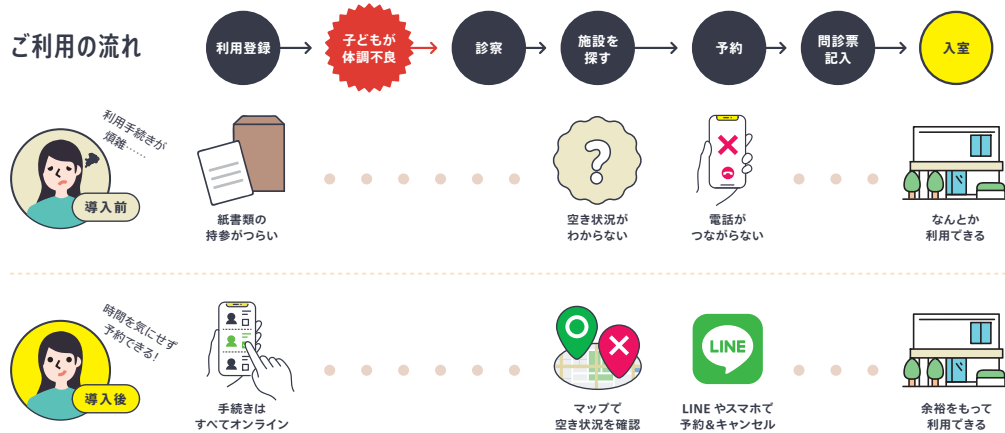 ご利用の流れ
利用登録
子どもが
体調不良
診察
施設を
探す
予約
問診票
記入
入室
利用手続きが
煩雑……
導入前
紙書類の
持参がつらい
?
空き状況が
わからない
電話が
つながらない
なんとか
利用できる
時間を気にせず
予約できる!
導入後
手続きは
すべてオンライン
マップで
空き状況を確認
LINE
LINE やスマホで
予約&キャンセル
余裕をもって
利用できる